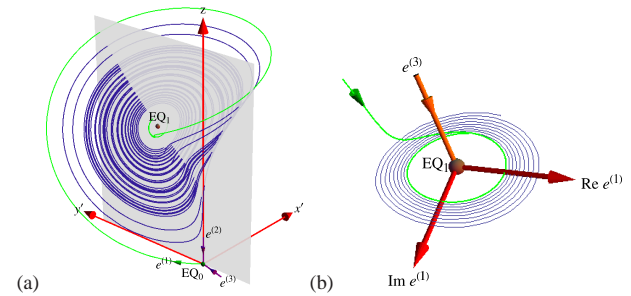 z
EQ₁
y′
x′
e⁽²⁾
e⁽¹⁾
EQ₀
e⁽³⁾
(a)
e⁽³⁾
EQ₁
Re e⁽¹⁾
Im e⁽¹⁾
(b)